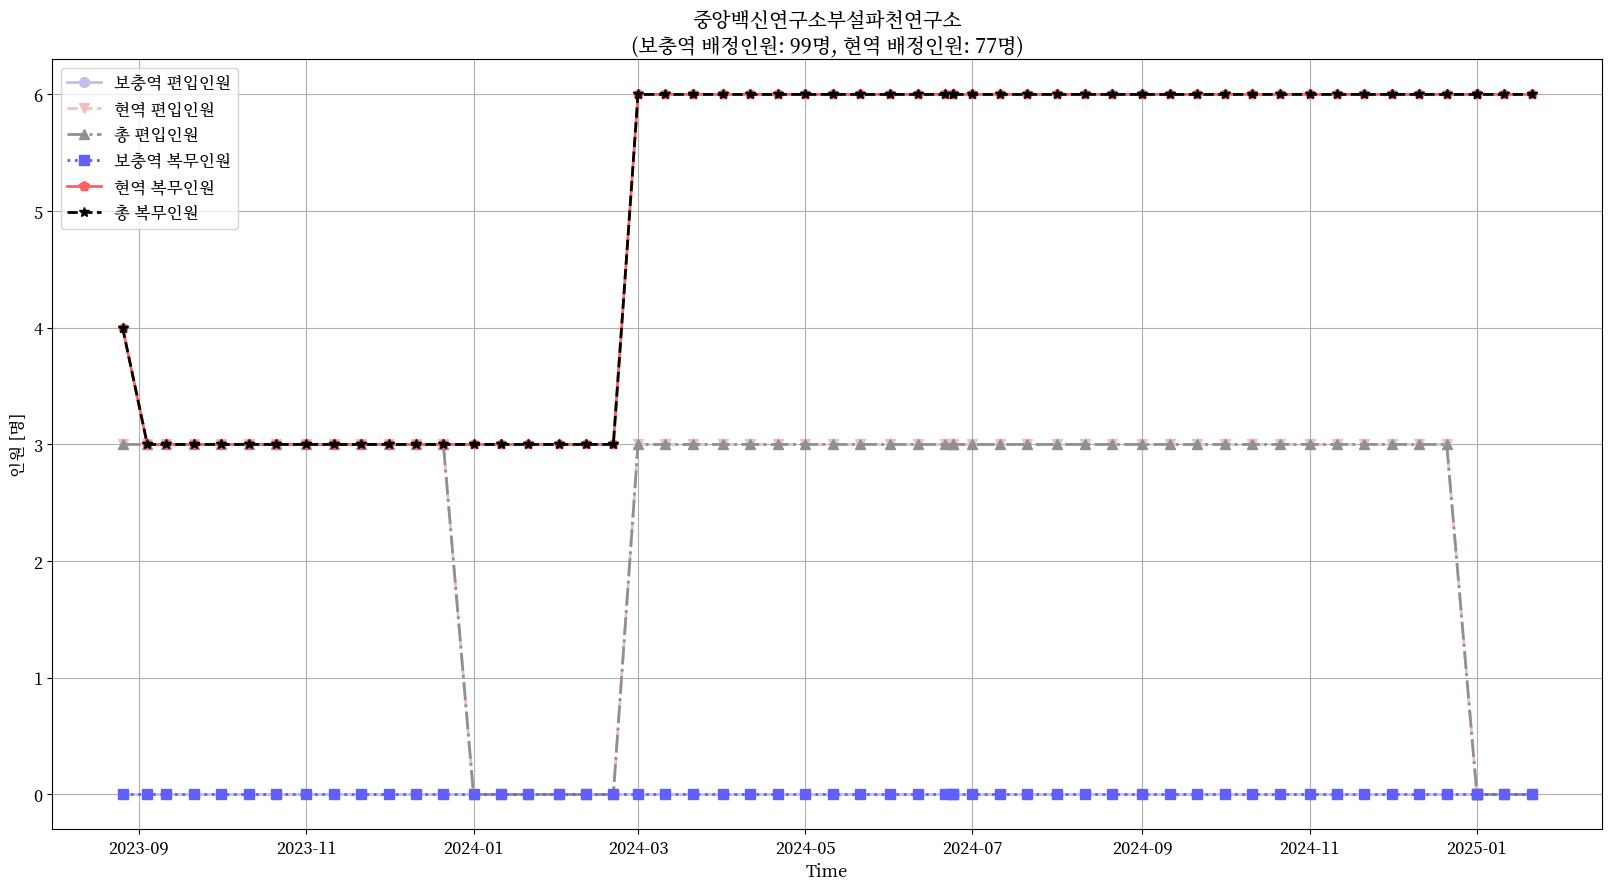 중앙백신연구소부설파천연구소
(보충역 배정인원: 99명, 현역 배정인원: 77명)
보충역 편입인원
현역 편입인원
총 편입인원
보충역 복무인원
현역 복무인원
총 복무인원
인원 [명]
6
5
4
3
2
1
0
2023-09
2023-11
2024-01
2024-03
2024-05
2024-07
2024-09
2024-11
2025-01
Time